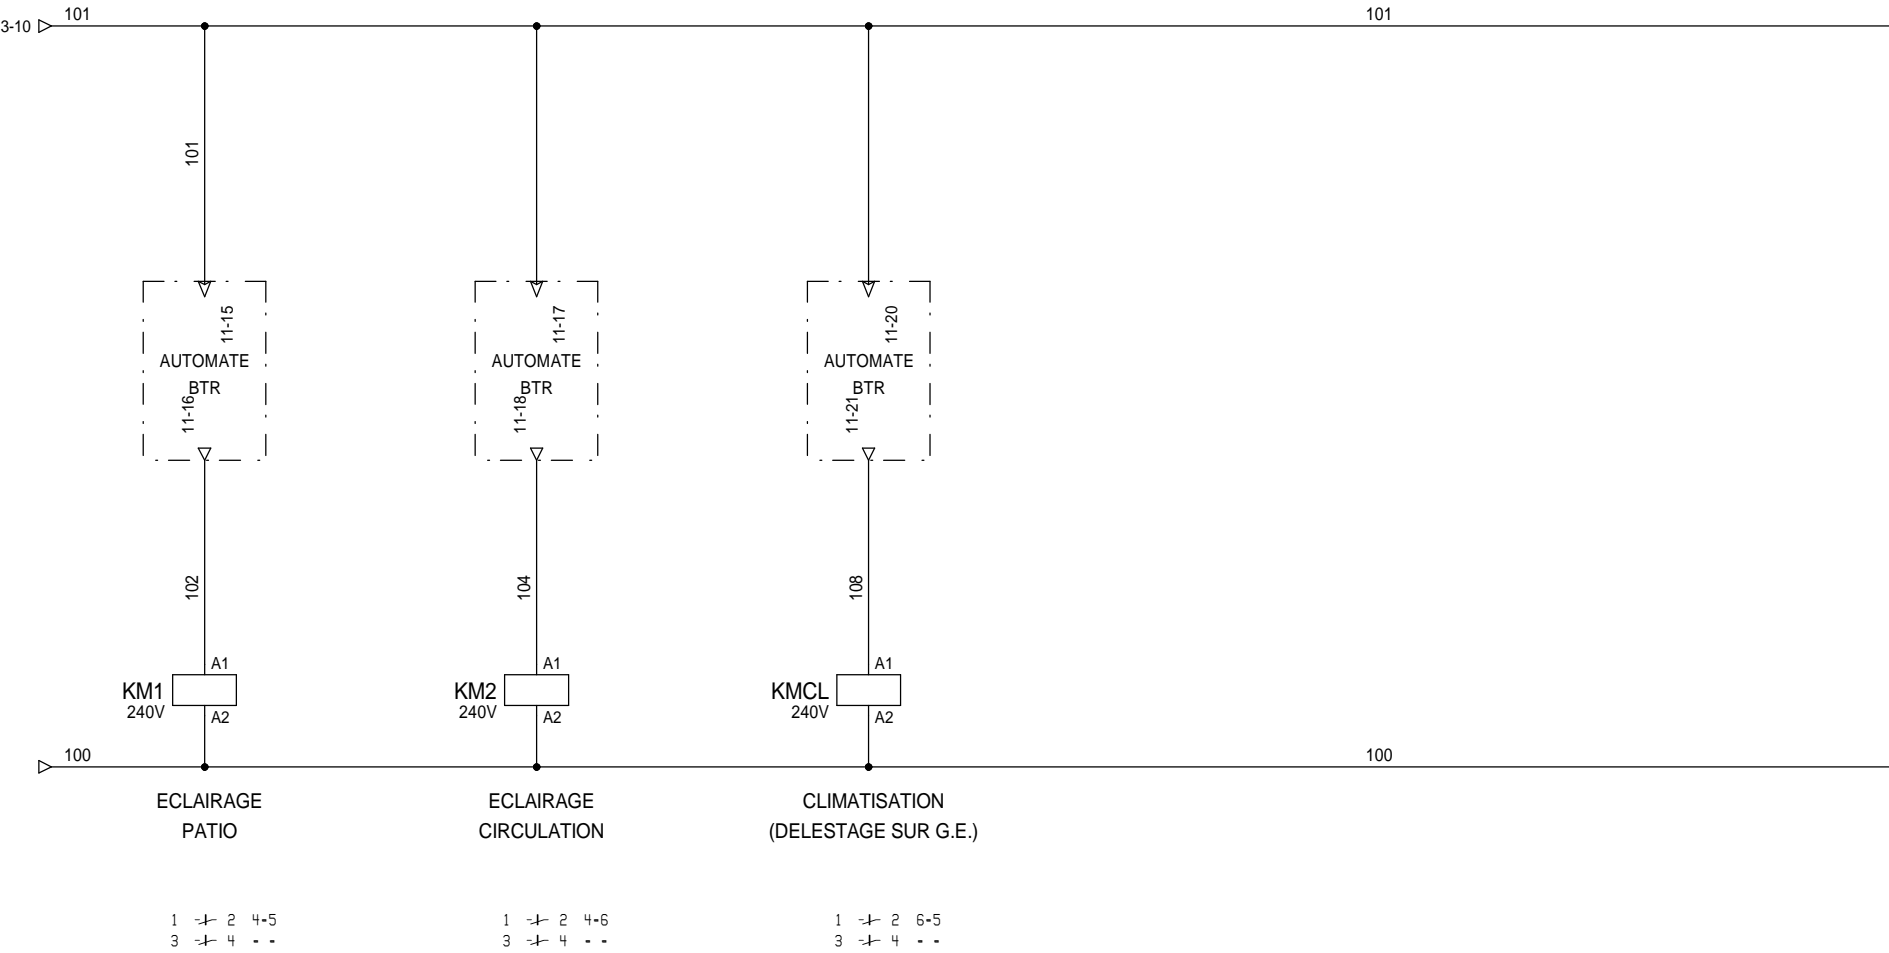 101 101
3-10
101
11-15 11-17 11-20
AUTOMATE AUTOMATE AUTOMATE
BTR BTR BTR
11-16 11-18 11-21
102 104 108
A1 A1 A1
KM1 KM2 KMCL
240V 240V 240V
A2 A2 A2
100 100
ECLAIRAGE ECLAIRAGE CLIMATISATION
PATIO CIRCULATION (DELESTAGE SUR G.E.)
1 2 4-5 1 2 4-6 1 2 6-5
3 4 - - 3 4 - - 3 4 - -